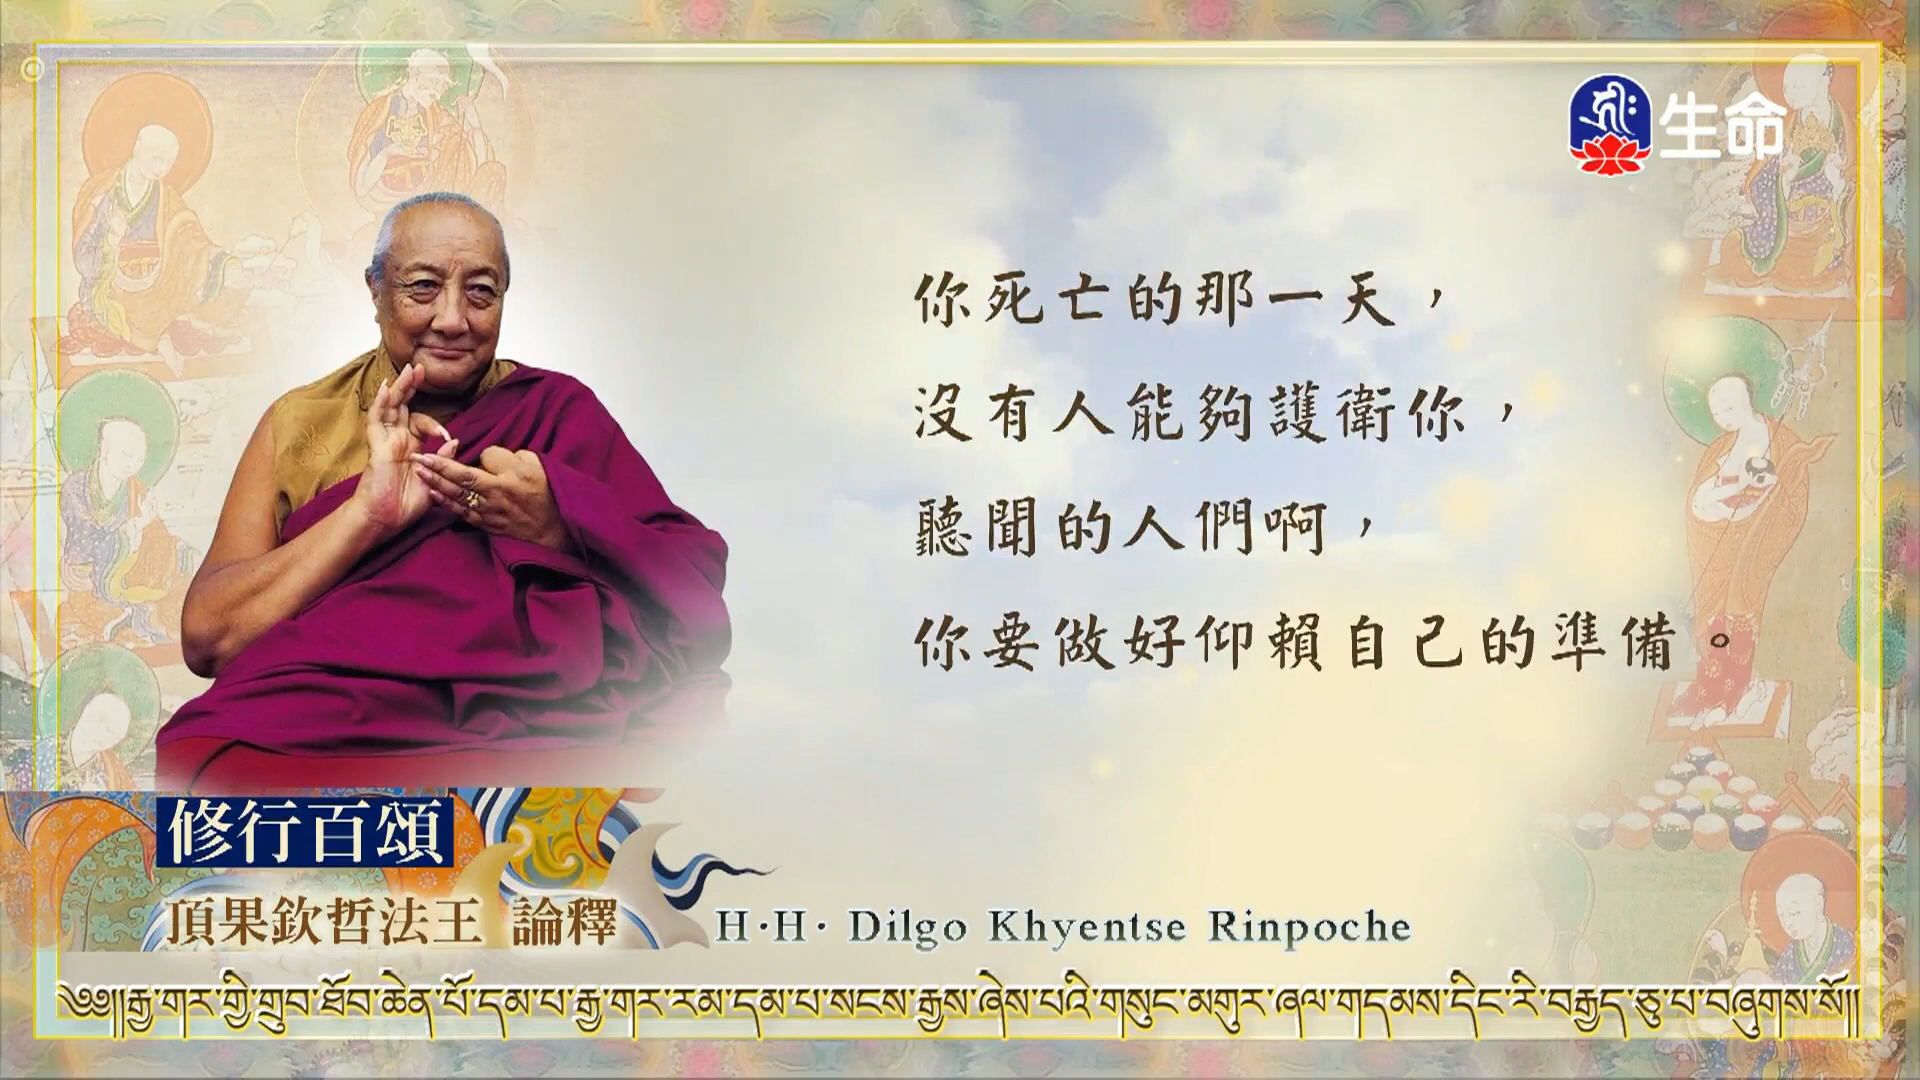 生命
你死亡的那一天，
沒有人能夠護衛你，
聽聞的人們啊，
你要做好仰賴自己的準備。
修行百頌
頂果欽哲法王 論釋
H·H· Dilgo Khyentse Rinpoche
༄༅།།རྒྱ་གར་གྱི་གྲུབ་ཐོབ་ཆེན་པོ་དམ་པ་རྒྱ་གར་རམ་དམ་པ་སངས་རྒྱས་ཞེས་པའི་གསུང་མགུར་ཞལ་གདམས་དིང་རི་བརྒྱད་ཅུ་པ་བཞུགས་སོ།།